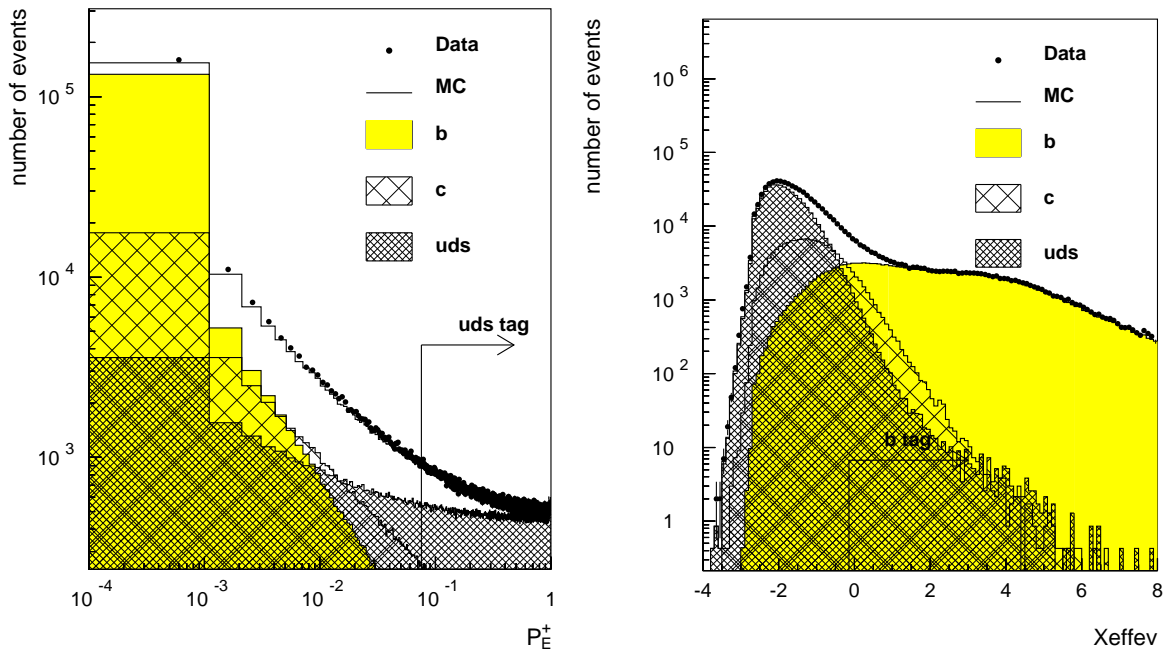 number of events
10^5
10^4
10^3
Data
MC
b
c
uds
uds tag
10^-4
10^-3
10^-2
10^-1
1
P_E^+
number of events
10^6
10^5
10^4
10^3
10^2
10
1
Data
MC
b
c
uds
b tag
-4
-2
0
2
4
6
8
Xeffev